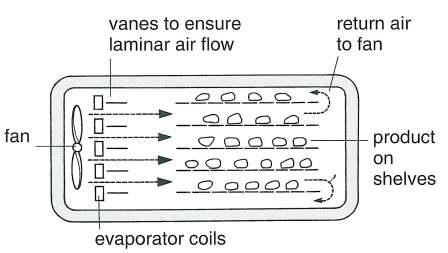 vanes to ensure
laminar air flow
return air
to fan
fan
product
on
shelves
evaporator coils